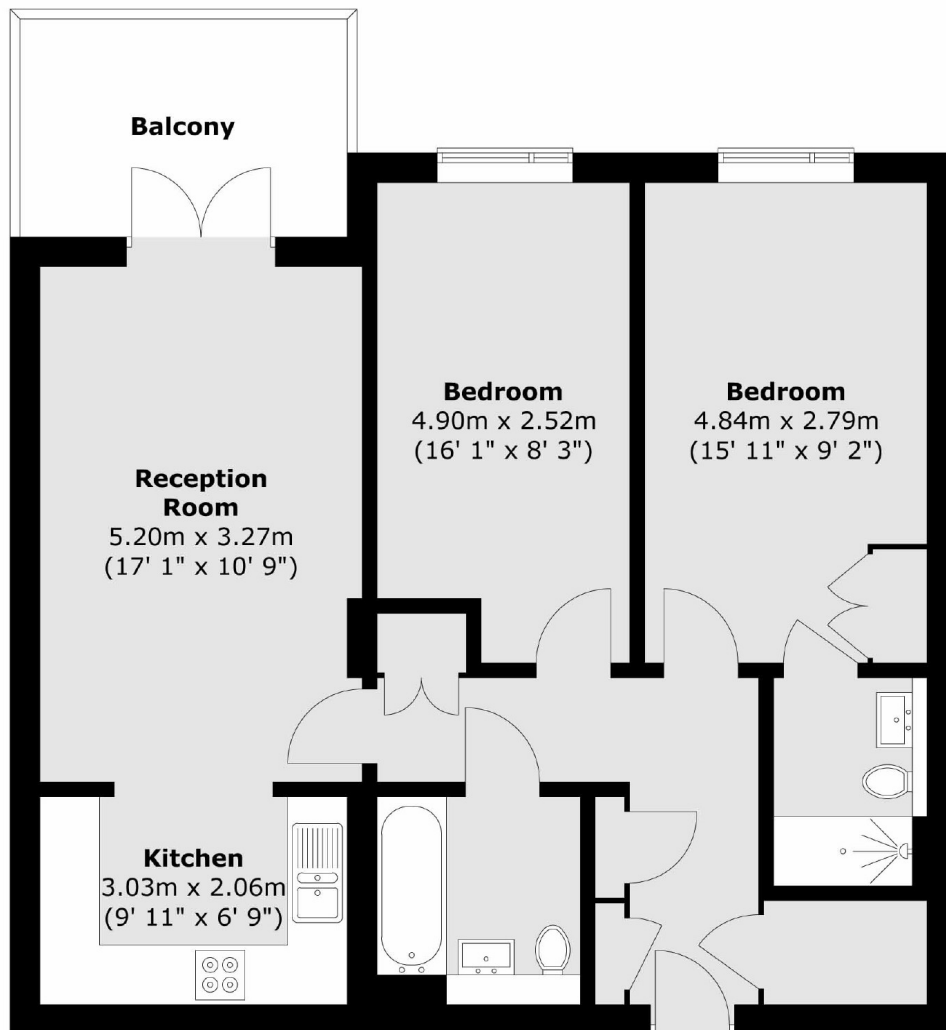 Balcony
Bedroom
4.90m x 2.52m
(16' 1" x 8' 3")
Bedroom
4.84m x 2.79m
(15' 11" x 9' 2")
Reception
Room
5.20m x 3.27m
(17' 1" x 10' 9")
Kitchen
3.03m x 2.06m
(9' 11" x 6' 9")